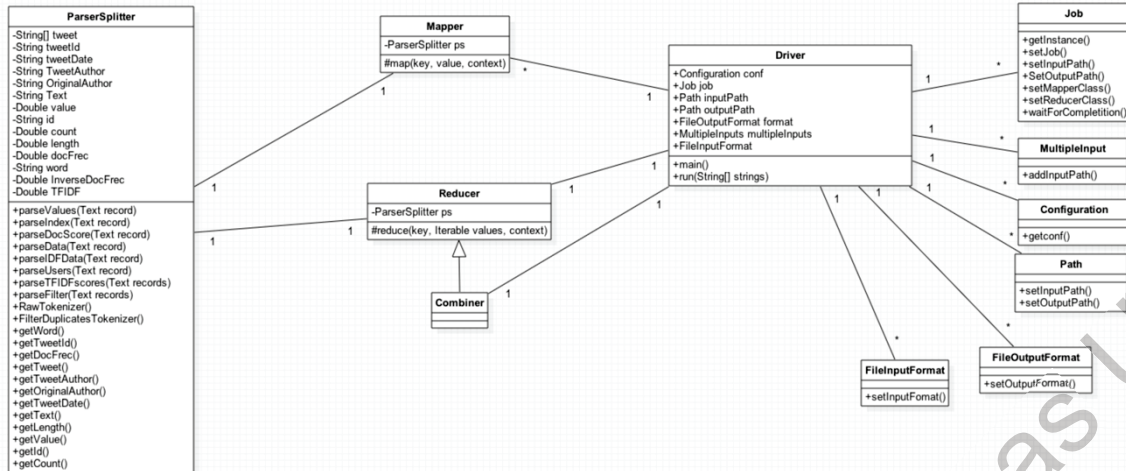 ParserSplitter
-String[] tweet
-String tweetId
-String tweetDate
-String TweetAuthor
-String OriginalAuthor
-String Text
-Double value
-String id
-Double count
-Double length
-Double docFrec
-String word
-Double InverseDocFrec
-Double TFIDF
+parseValues(Text record)
+parseIndex(Text record)
+parseDocScore(Text record)
+parseData(Text record)
+parseIDFData(Text record)
+parseUsers(Text record)
+parseTFIDFscores(Text records)
+parseFilter(Text records)
+RawTokenizer()
+FilterDuplicatesTokenizer()
+getWord()
+getTweetId()
+getDocFrec()
+getTweet()
+getTweetAuthor()
+getOriginalAuthor()
+getTweetDate()
+getText()
+getLength()
+getValue()
+getId()
+getCount()
Mapper
-ParserSplitter ps
#map(key, value, context)
*
1
1
1
Reducer
-ParserSplitter ps
#reduce(key, Iterable values, context)
1
1
1
1
Combiner
1
1
Driver
+Configuration conf
+Job job
+Path inputPath
+Path outputPath
+FileOutputFormat format
+MultipleInputs multipleInputs
+FileInputFormat
+main()
+run(String[] strings)
1
*
1
*
1
*
1
*
1
*
1
*
Job
+getInstance()
+setJob()
+setInputPath()
+SetOutputPath()
+setMapperClass()
+setReducerClass()
+waitForCompletition()
MultipleInput
+addInputPath()
Configuration
+getconf()
Path
+setInputPath()
+setOutputPath()
FileInputFormat
+setInputFomat()
FileOutputFormat
+setOutputFormat()
as